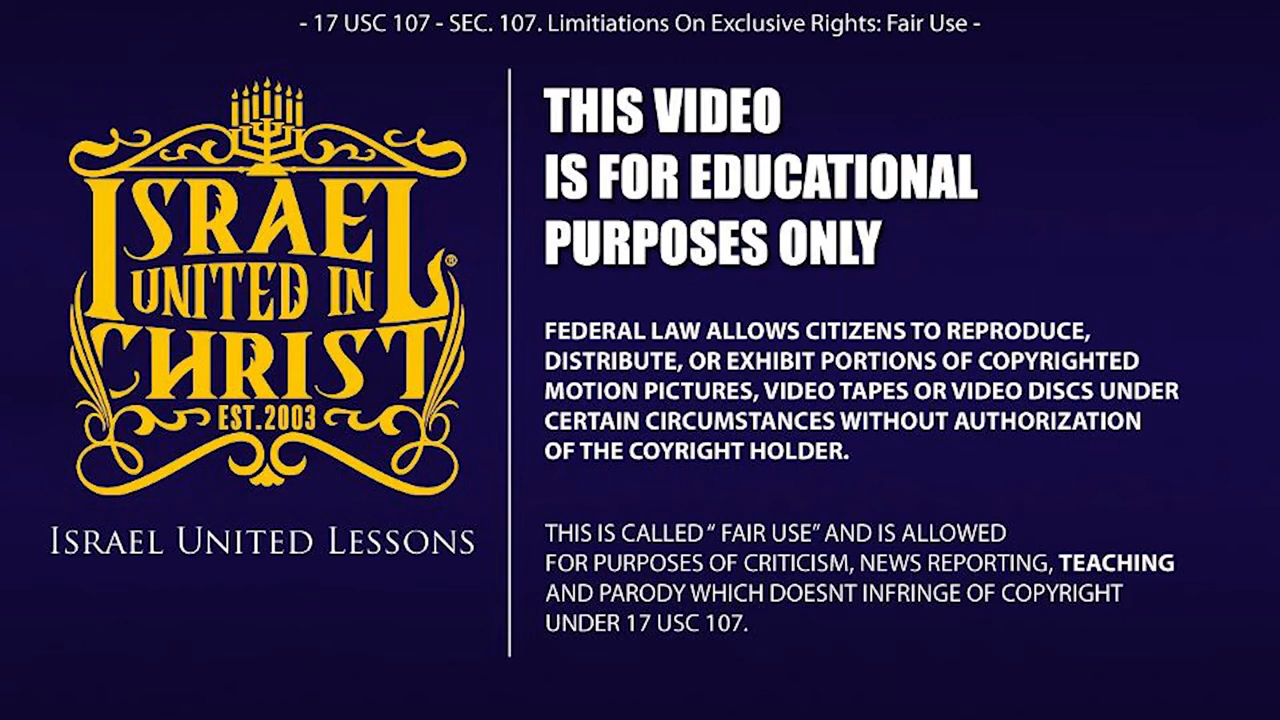 - 17 USC 107 - SEC. 107. Limitiations On Exclusive Rights: Fair Use -
ISRAEL
UNITED IN
CHRIST
EST.2003
®
ISRAEL UNITED LESSONS
THIS VIDEO
IS FOR EDUCATIONAL
PURPOSES ONLY
FEDERAL LAW ALLOWS CITIZENS TO REPRODUCE,
DISTRIBUTE, OR EXHIBIT PORTIONS OF COPYRIGHTED
MOTION PICTURES, VIDEO TAPES OR VIDEO DISCS UNDER
CERTAIN CIRCUMSTANCES WITHOUT AUTHORIZATION
OF THE COYRIGHT HOLDER.
THIS IS CALLED “ FAIR USE” AND IS ALLOWED
FOR PURPOSES OF CRITICISM, NEWS REPORTING, TEACHING
AND PARODY WHICH DOESNT INFRINGE OF COPYRIGHT
UNDER 17 USC 107.